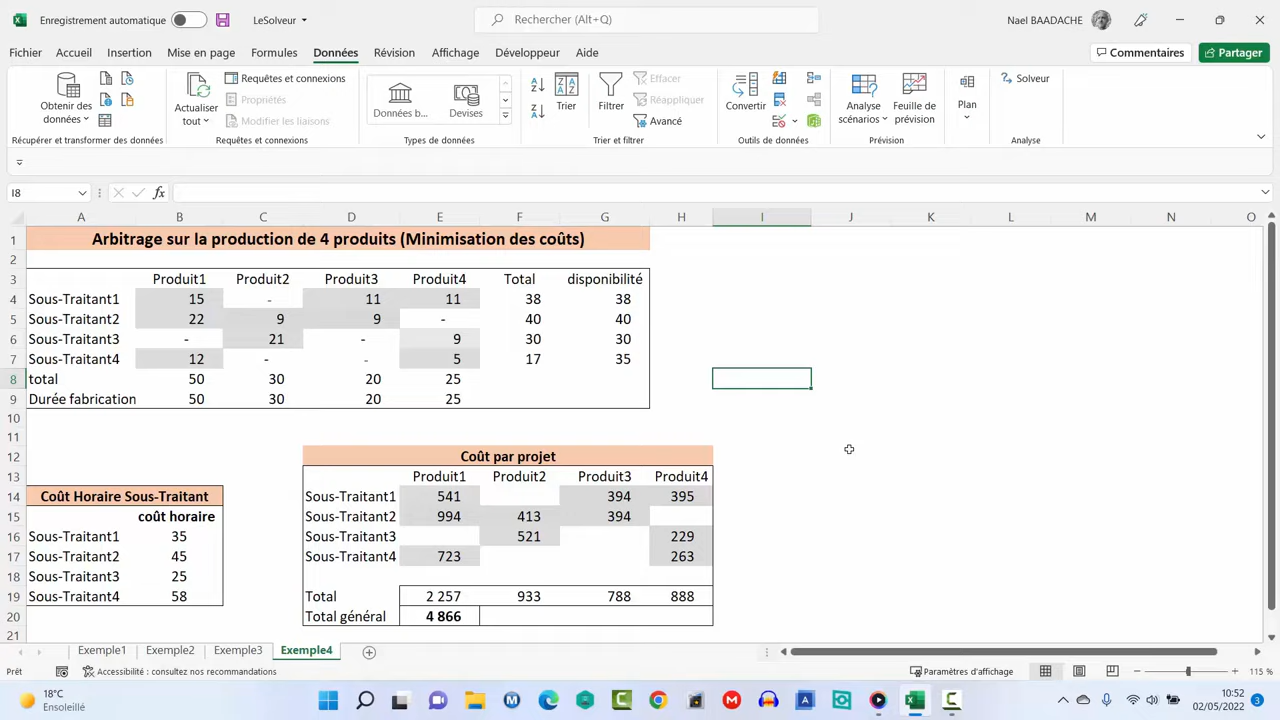 Enregistrement automatique
LeSolveur
Rechercher (Alt+Q)
Nael BAADACHE
Fichier Accueil Insertion Mise en page Formules Données Révision Affichage Développeur Aide
Commentaires Partager
Obtenir des données
Actualiser tout
Requêtes et connexions
Propriétés
Modifier les liaisons
Données b...
Devises
Trier
Filtrer
Effacer
Réappliquer
Avancé
Convertir
Analyse scénarios
Feuille de prévision
Plan
Solveur
Récupérer et transformer des données Requêtes et connexions Types de données Trier et filtrer Outils de données Prévision Analyse
I8 fx
A B C D E F G H I J K L M N O
1 Arbitrage sur la production de 4 produits (Minimisation des coûts)
2
3 Produit1 Produit2 Produit3 Produit4 Total disponibilité
4 Sous-Traitant1 15 - 11 11 38 38
5 Sous-Traitant2 22 9 9 - 40 40
6 Sous-Traitant3 - 21 - 9 30 30
7 Sous-Traitant4 12 - - 5 17 35
8 total 50 30 20 25
9 Durée fabrication 50 30 20 25
10
11
12 Coût par projet
13 Produit1 Produit2 Produit3 Produit4
14 Coût Horaire Sous-Traitant Sous-Traitant1 541 394 395
15 coût horaire Sous-Traitant2 994 413 394
16 Sous-Traitant1 35 Sous-Traitant3 521 229
17 Sous-Traitant2 45 Sous-Traitant4 723 263
18 Sous-Traitant3 25
19 Sous-Traitant4 58 Total 2 257 933 788 888
20 Total général 4 866
21
Exemple1 Exemple2 Exemple3 Exemple4
Prêt Accessibilité : consultez nos recommandations Paramètres d'affichage 115 %
18°C
Ensoleillé
10:52
02/05/2022
3